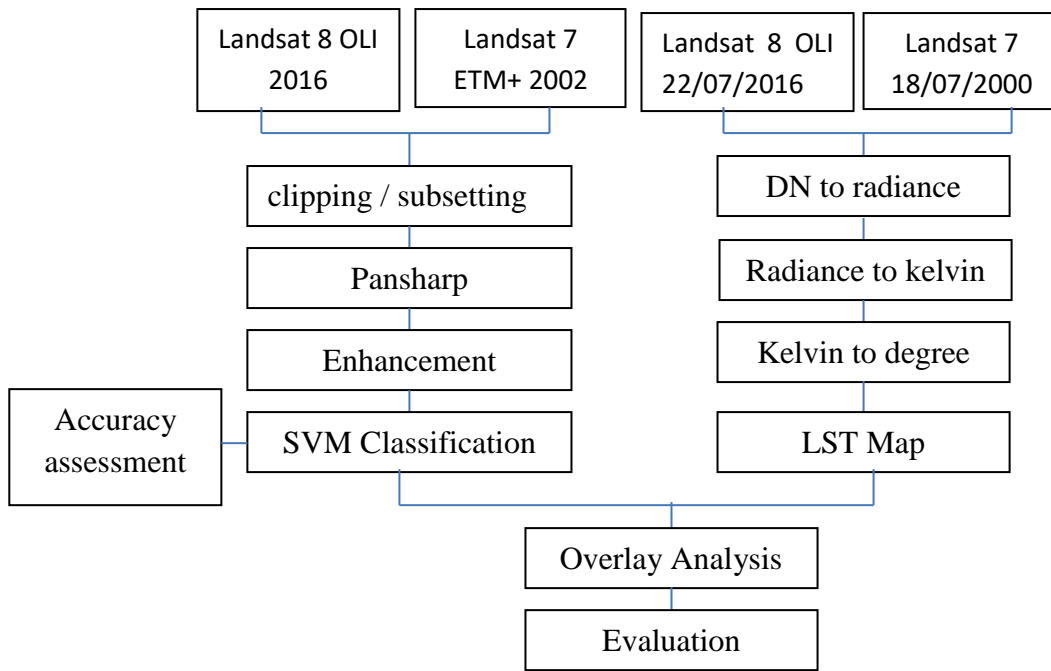 Landsat 8 OLI
2016
Landsat 7
ETM+ 2002
Landsat 8 OLI
22/07/2016
Landsat 7
18/07/2000
clipping / subsetting
DN to radiance
Pansharp
Radiance to kelvin
Enhancement
Kelvin to degree
Accuracy
assessment
SVM Classification
LST Map
Overlay Analysis
Evaluation